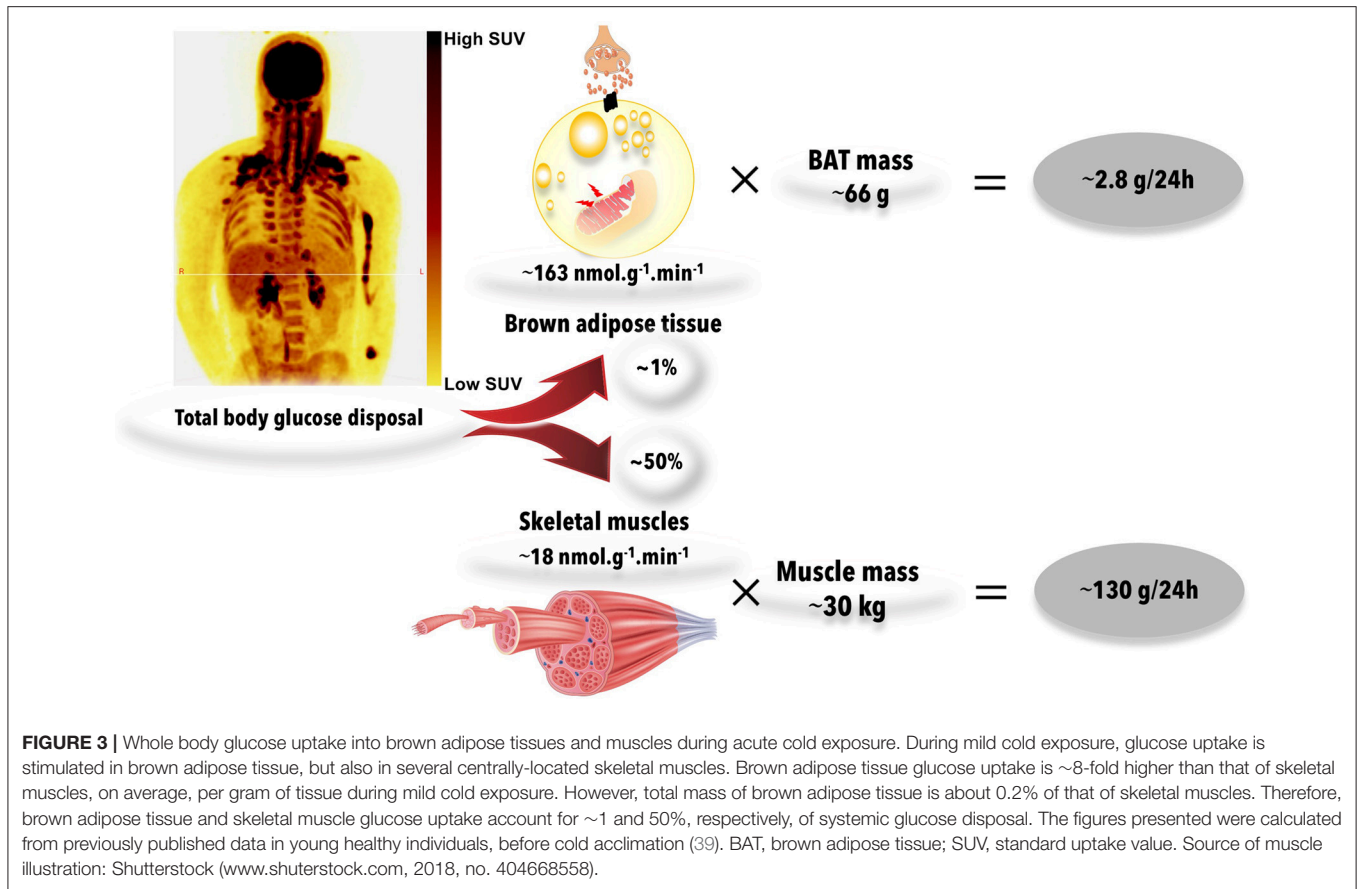 High SUV
Low SUV
R
L
Total body glucose disposal
~163 nmol.g⁻¹.min⁻¹
Brown adipose tissue
×
BAT mass
~66 g
=
~2.8 g/24h
~1%
~50%
Skeletal muscles
~18 nmol.g⁻¹.min⁻¹
×
Muscle mass
~30 kg
=
~130 g/24h
FIGURE 3 | Whole body glucose uptake into brown adipose tissues and muscles during acute cold exposure. During mild cold exposure, glucose uptake is
stimulated in brown adipose tissue, but also in several centrally-located skeletal muscles. Brown adipose tissue glucose uptake is ~8-fold higher than that of skeletal
muscles, on average, per gram of tissue during mild cold exposure. However, total mass of brown adipose tissue is about 0.2% of that of skeletal muscles. Therefore,
brown adipose tissue and skeletal muscle glucose uptake account for ~1 and 50%, respectively, of systemic glucose disposal. The figures presented were calculated
from previously published data in young healthy individuals, before cold acclimation (39). BAT, brown adipose tissue; SUV, standard uptake value. Source of muscle
illustration: Shutterstock (www.shuterstock.com, 2018, no. 404668558).